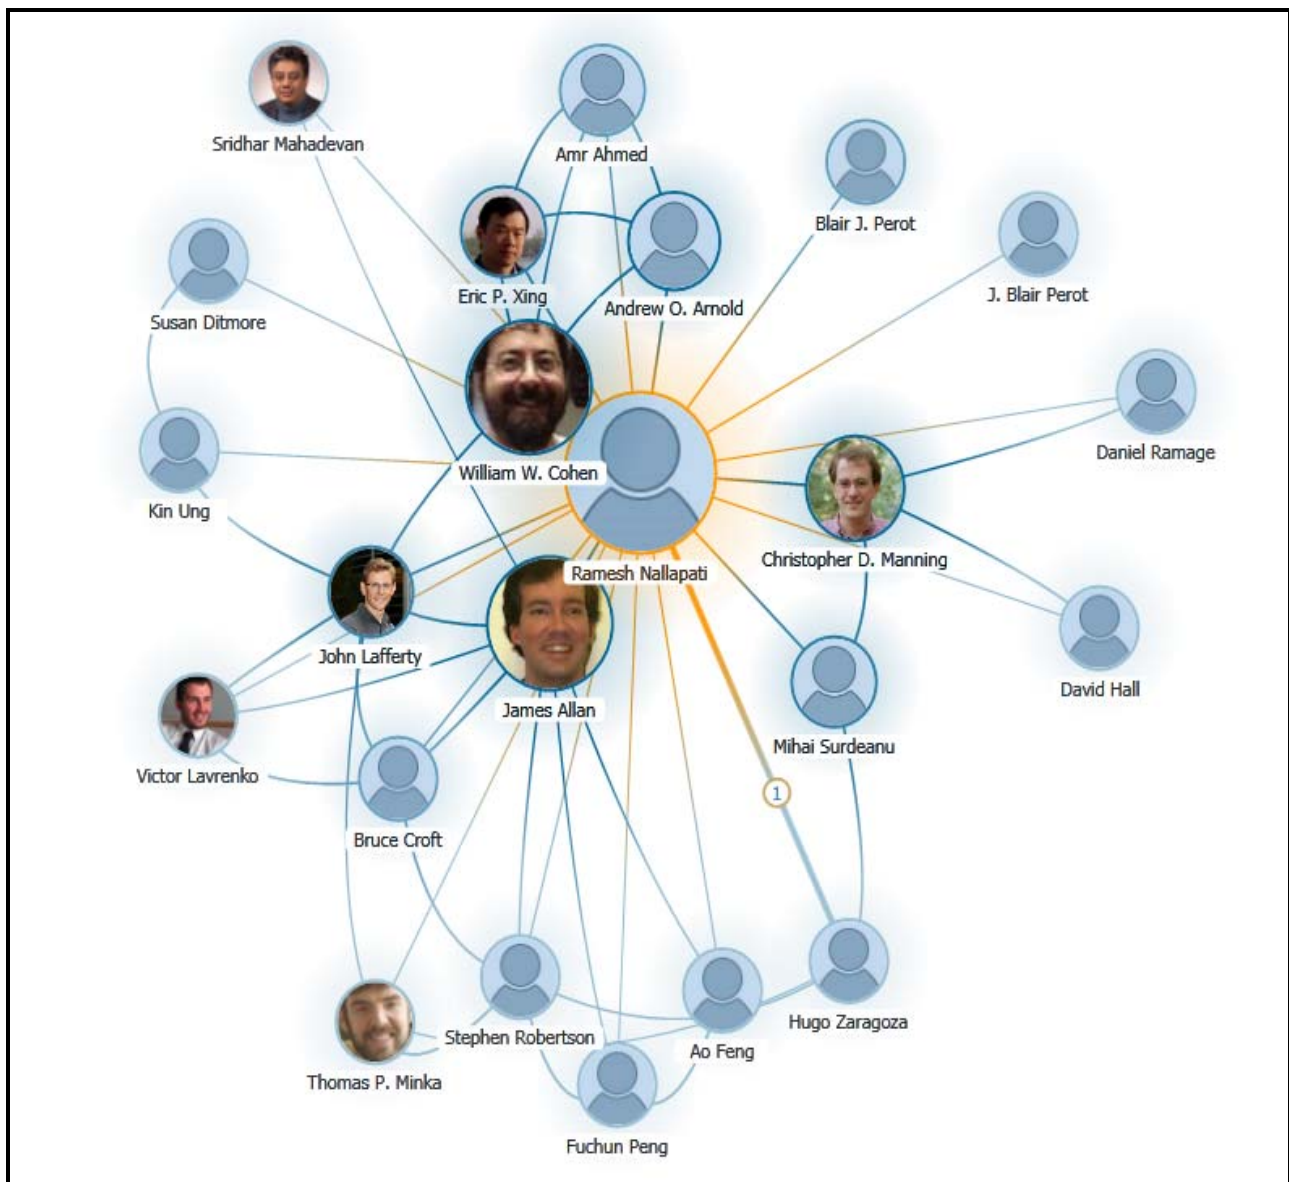 Sridhar Mahadevan
Amr Ahmed
Blair J. Perot
J. Blair Perot
Eric P. Xing
Andrew O. Arnold
Susan Ditmore
Daniel Ramage
William W. Cohen
Kin Ung
Christopher D. Manning
Ramesh Nallapati
John Lafferty
David Hall
James Allan
Mihai Surdeanu
Victor Lavrenko
1
Bruce Croft
Hugo Zaragoza
Stephen Robertson
Ao Feng
Thomas P. Minka
Fuchun Peng